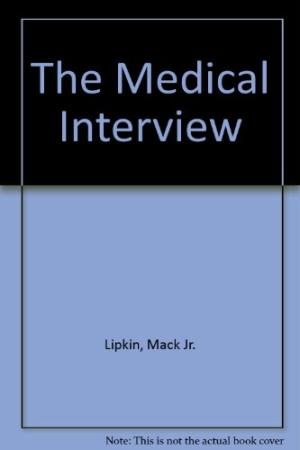 The Medical
Interview
Lipkin, Mack Jr.
Note: This is not the actual book cover